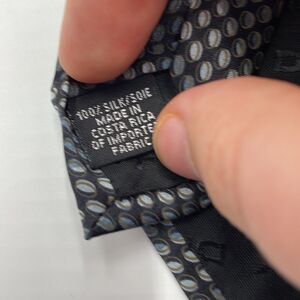 100% SILK/SOIE
MADE IN
COSTA RICA
OF IMPORTED
FABRIC